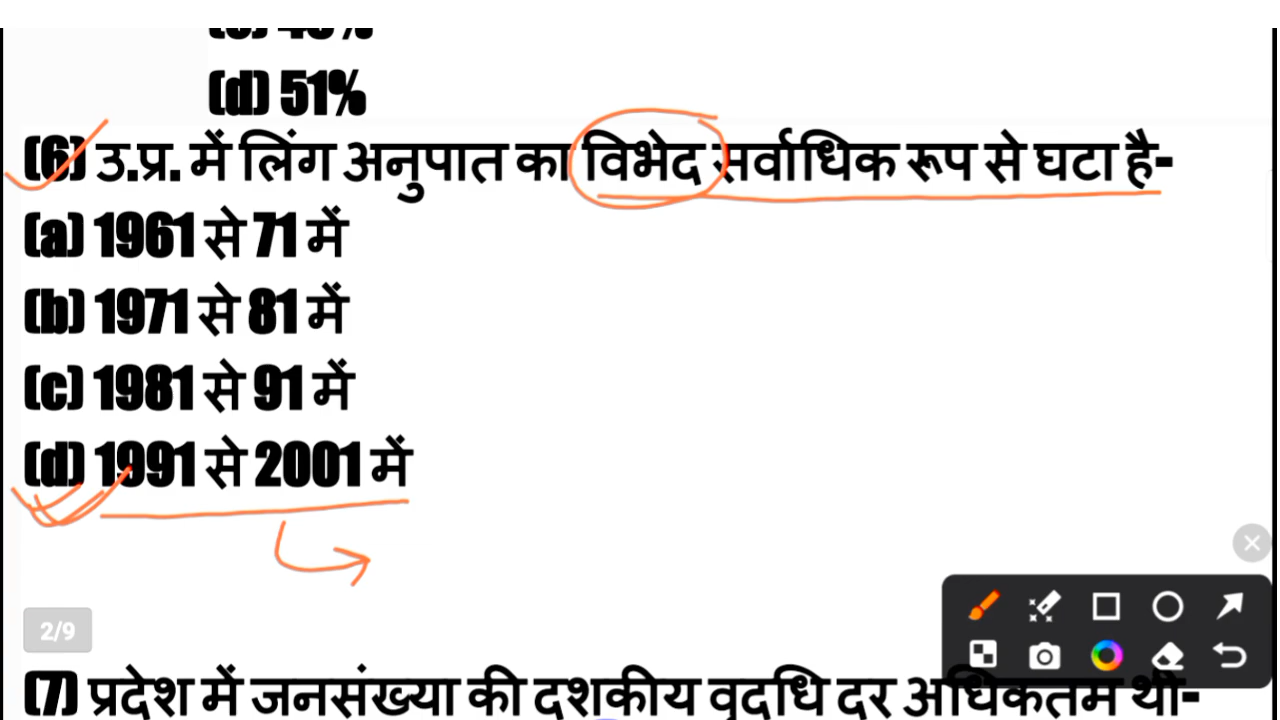 (d) 51%
(6) उ.प्र. में लिंग अनुपात का विभेद सर्वाधिक रूप से घटा है-
(a) 1961 से 71 में
(b) 1971 से 81 में
(c) 1981 से 91 में
(d) 1991 से 2001 में
2/9
(7) प्रदेश में जनसंख्या की दशकीय वृद्धि दर अधिकतम थी-